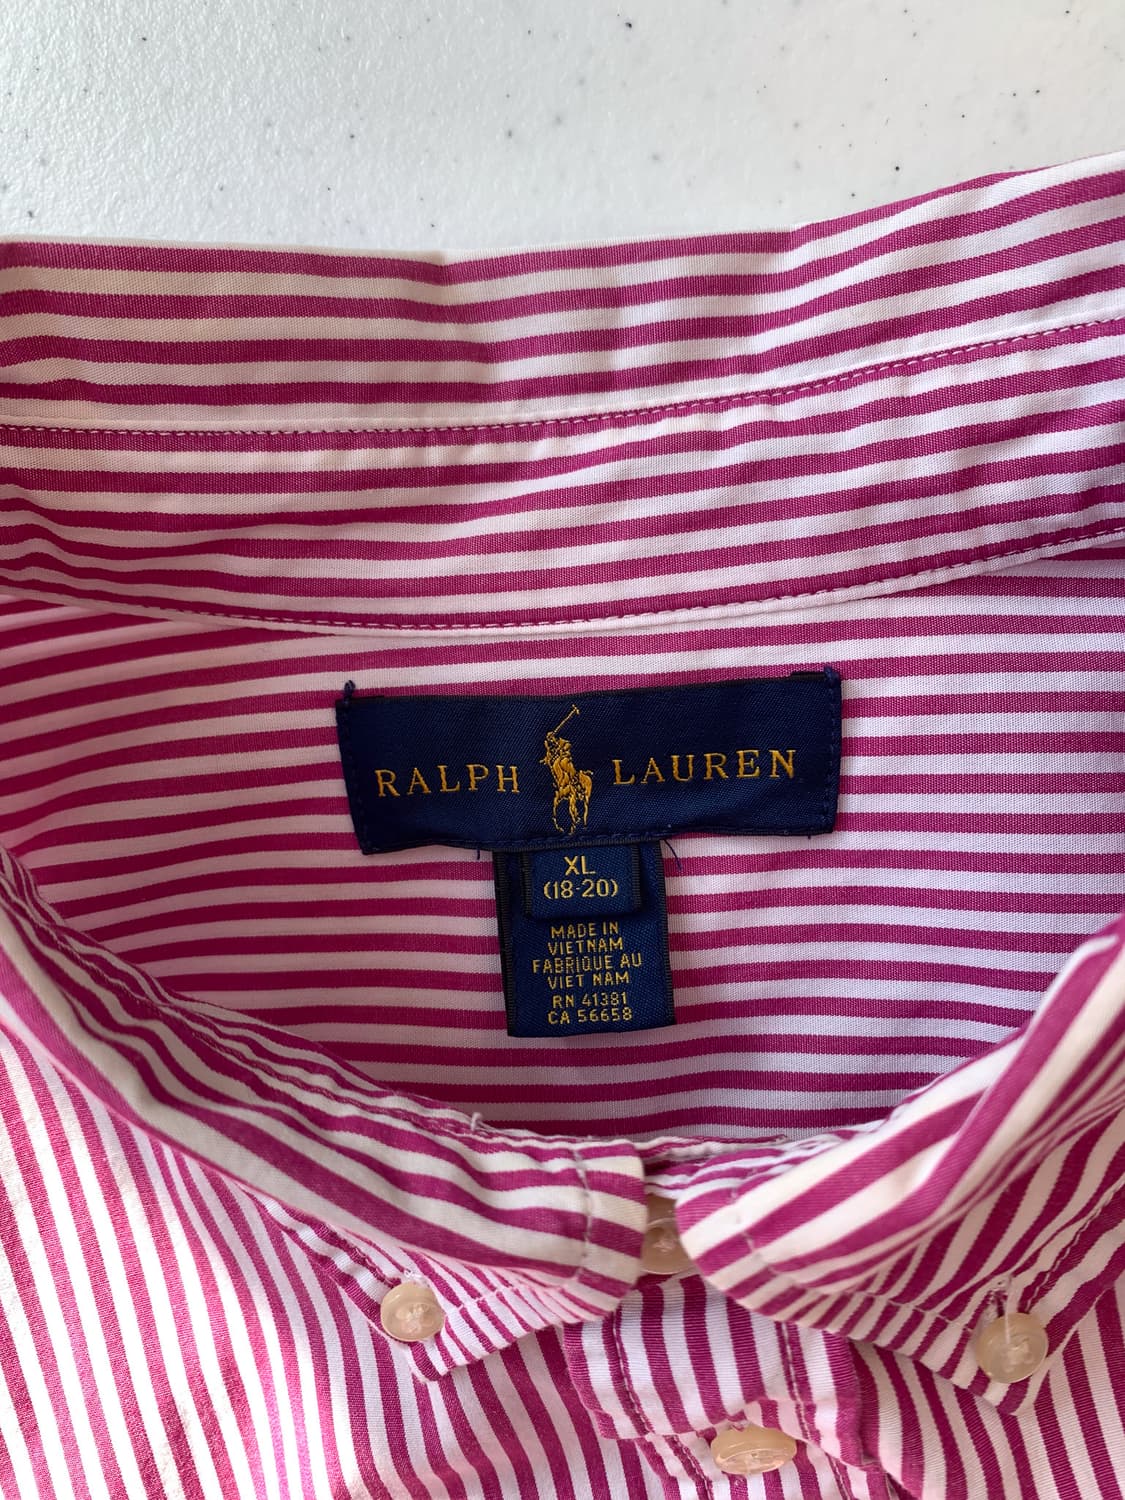 RALPH LAUREN
XL
(18-20)
MADE IN
VIETNAM
FABRIQUE AU
VIET NAM
RN 41381
CA 56658